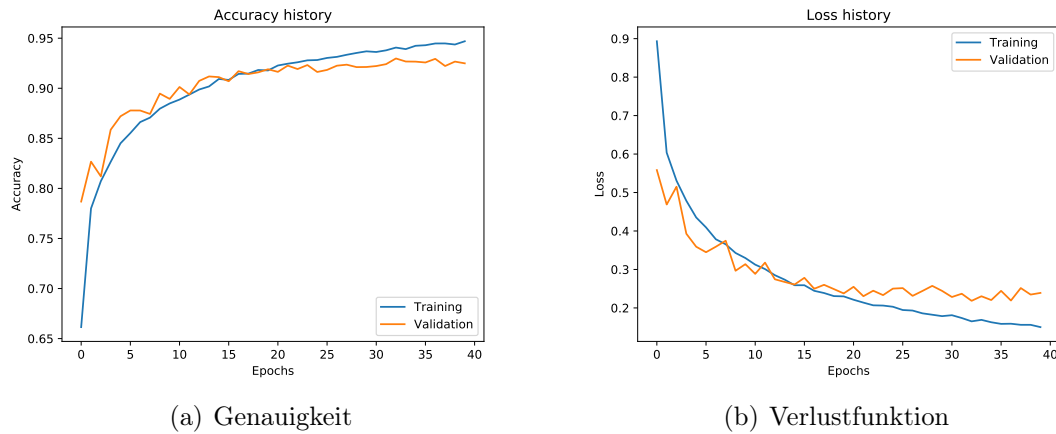 Accuracy history
0.95
0.90
0.85
0.80
0.75
0.70
0.65
Accuracy
0 5 10 15 20 25 30 35 40
Epochs
Training
Validation
(a) Genauigkeit
Loss history
0.9
0.8
0.7
0.6
0.5
0.4
0.3
0.2
Loss
0 5 10 15 20 25 30 35 40
Epochs
Training
Validation
(b) Verlustfunktion